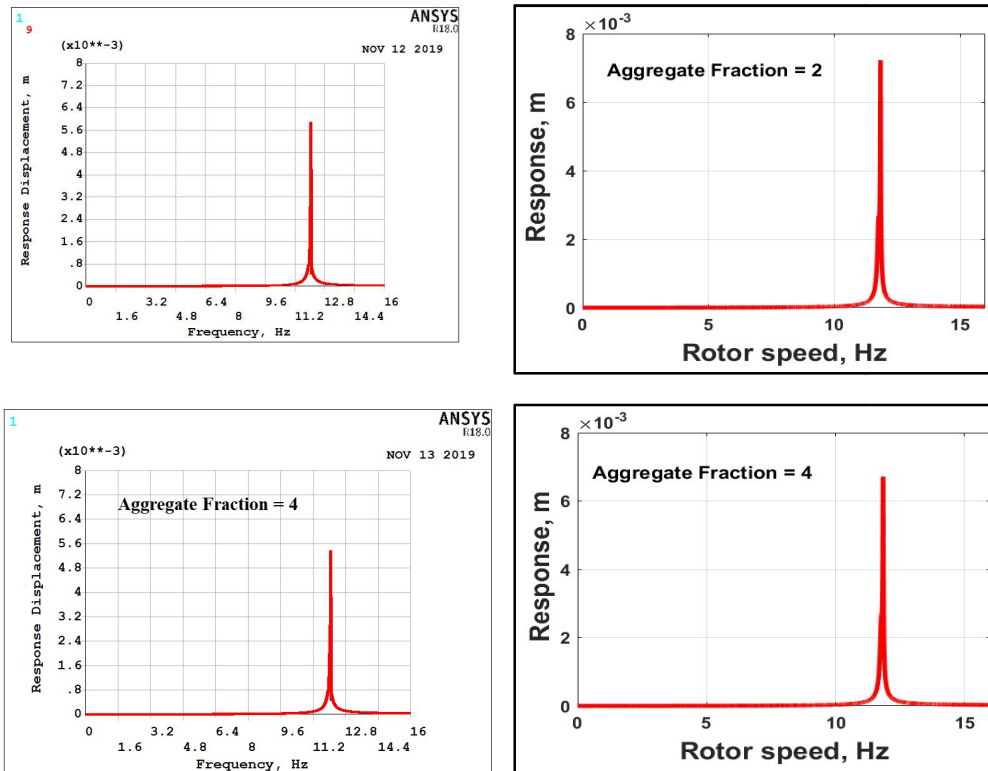 1
9
ANSYS
R18.0
NOV 12 2019
(x10**-3)
8
7.2
6.4
5.6
4.8
4
3.2
2.4
1.6
.8
0
Response Displacement, m
0 3.2 6.4 9.6 12.8 16
1.6 4.8 8 11.2 14.4
Frequency, Hz
×10⁻³
8
6
4
2
0
Response, m
Aggregate Fraction = 2
0 5 10 15
Rotor speed, Hz
1
ANSYS
R18.0
NOV 13 2019
(x10**-3)
8
7.2
6.4
5.6
4.8
4
3.2
2.4
1.6
.8
0
Response Displacement, m
Aggregate Fraction = 4
0 3.2 6.4 9.6 12.8 16
1.6 4.8 8 11.2 14.4
Frequency, Hz
×10⁻³
8
6
4
2
0
Response, m
Aggregate Fraction = 4
0 5 10 15
Rotor speed, Hz